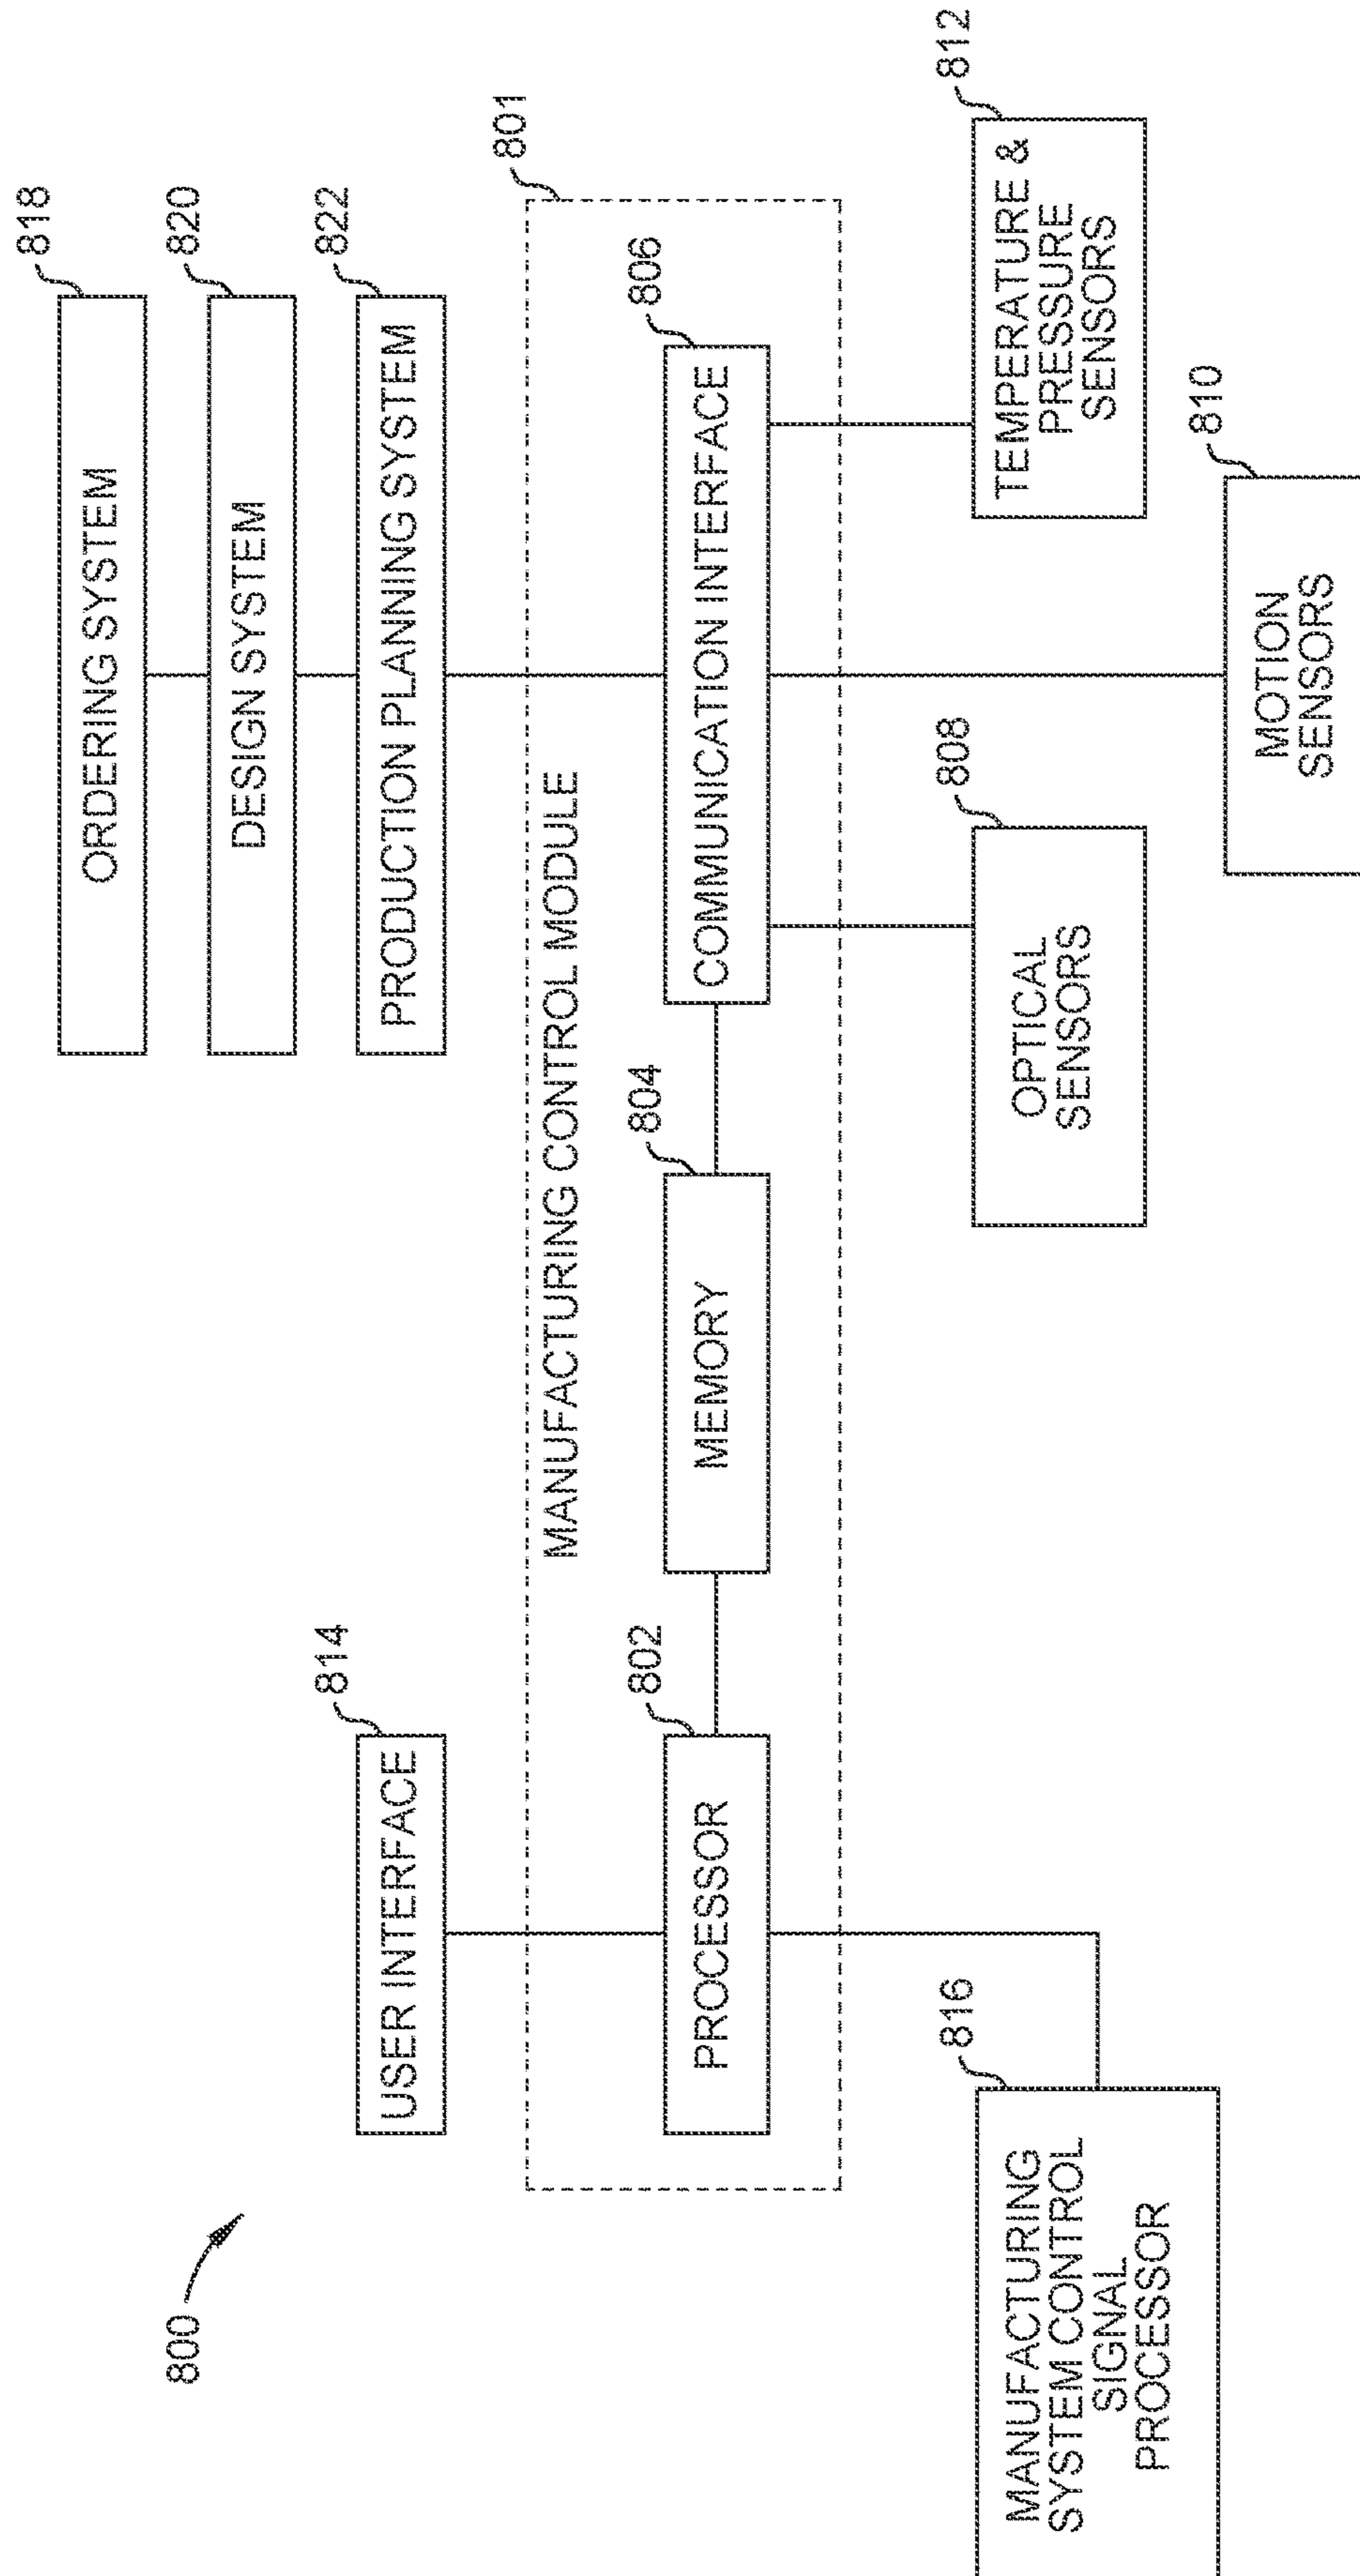 800
818
ORDERING SYSTEM
820
DESIGN SYSTEM
814
USER INTERFACE
822
PRODUCTION PLANNING SYSTEM
801
MANUFACTURING CONTROL MODULE
802
PROCESSOR
804
MEMORY
806
COMMUNICATION INTERFACE
816
MANUFACTURING
SYSTEM CONTROL
SIGNAL
PROCESSOR
808
OPTICAL
SENSORS
812
TEMPERATURE &
PRESSURE
SENSORS
810
MOTION
SENSORS